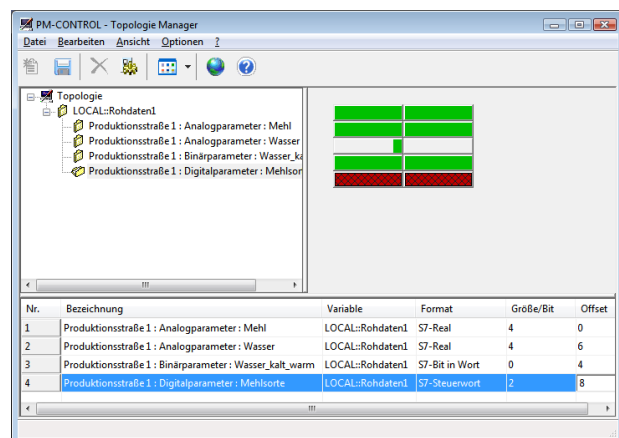 PM-CONTROL - Topologie Manager
Datei Bearbeiten Ansicht Optionen ?
Topologie
LOCAL::Rohdaten1
Produktionsstraße 1 : Analogparameter : Mehl
Produktionsstraße 1 : Analogparameter : Wasser
Produktionsstraße 1 : Binärparameter : Wasser_ka
Produktionsstraße 1 : Digitalparameter : Mehlsor
Nr. Bezeichnung Variable Format Größe/Bit Offset
1 Produktionsstraße 1 : Analogparameter : Mehl LOCAL::Rohdaten1 S7-Real 4 0
2 Produktionsstraße 1 : Analogparameter : Wasser LOCAL::Rohdaten1 S7-Real 4 6
3 Produktionsstraße 1 : Binärparameter : Wasser_kalt_warm LOCAL::Rohdaten1 S7-Bit in Wort 0 4
4 Produktionsstraße 1 : Digitalparameter : Mehlsorte LOCAL::Rohdaten1 S7-Steuerwort 2 8